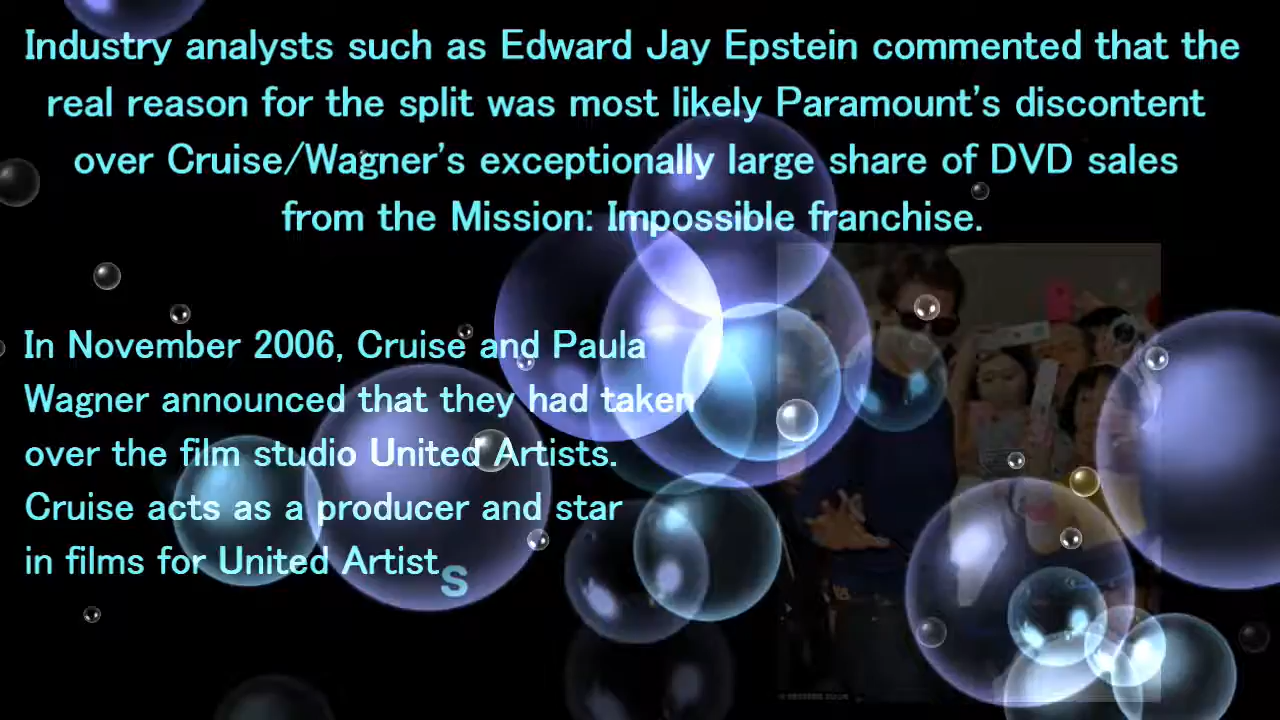 Industry analysts such as Edward Jay Epstein commented that the
real reason for the split was most likely Paramount's discontent
over Cruise/Wagner's exceptionally large share of DVD sales
from the Mission: Impossible franchise.
In November 2006, Cruise and Paula
Wagner announced that they had taken
over the film studio United Artists.
Cruise acts as a producer and star
in films for United Artists